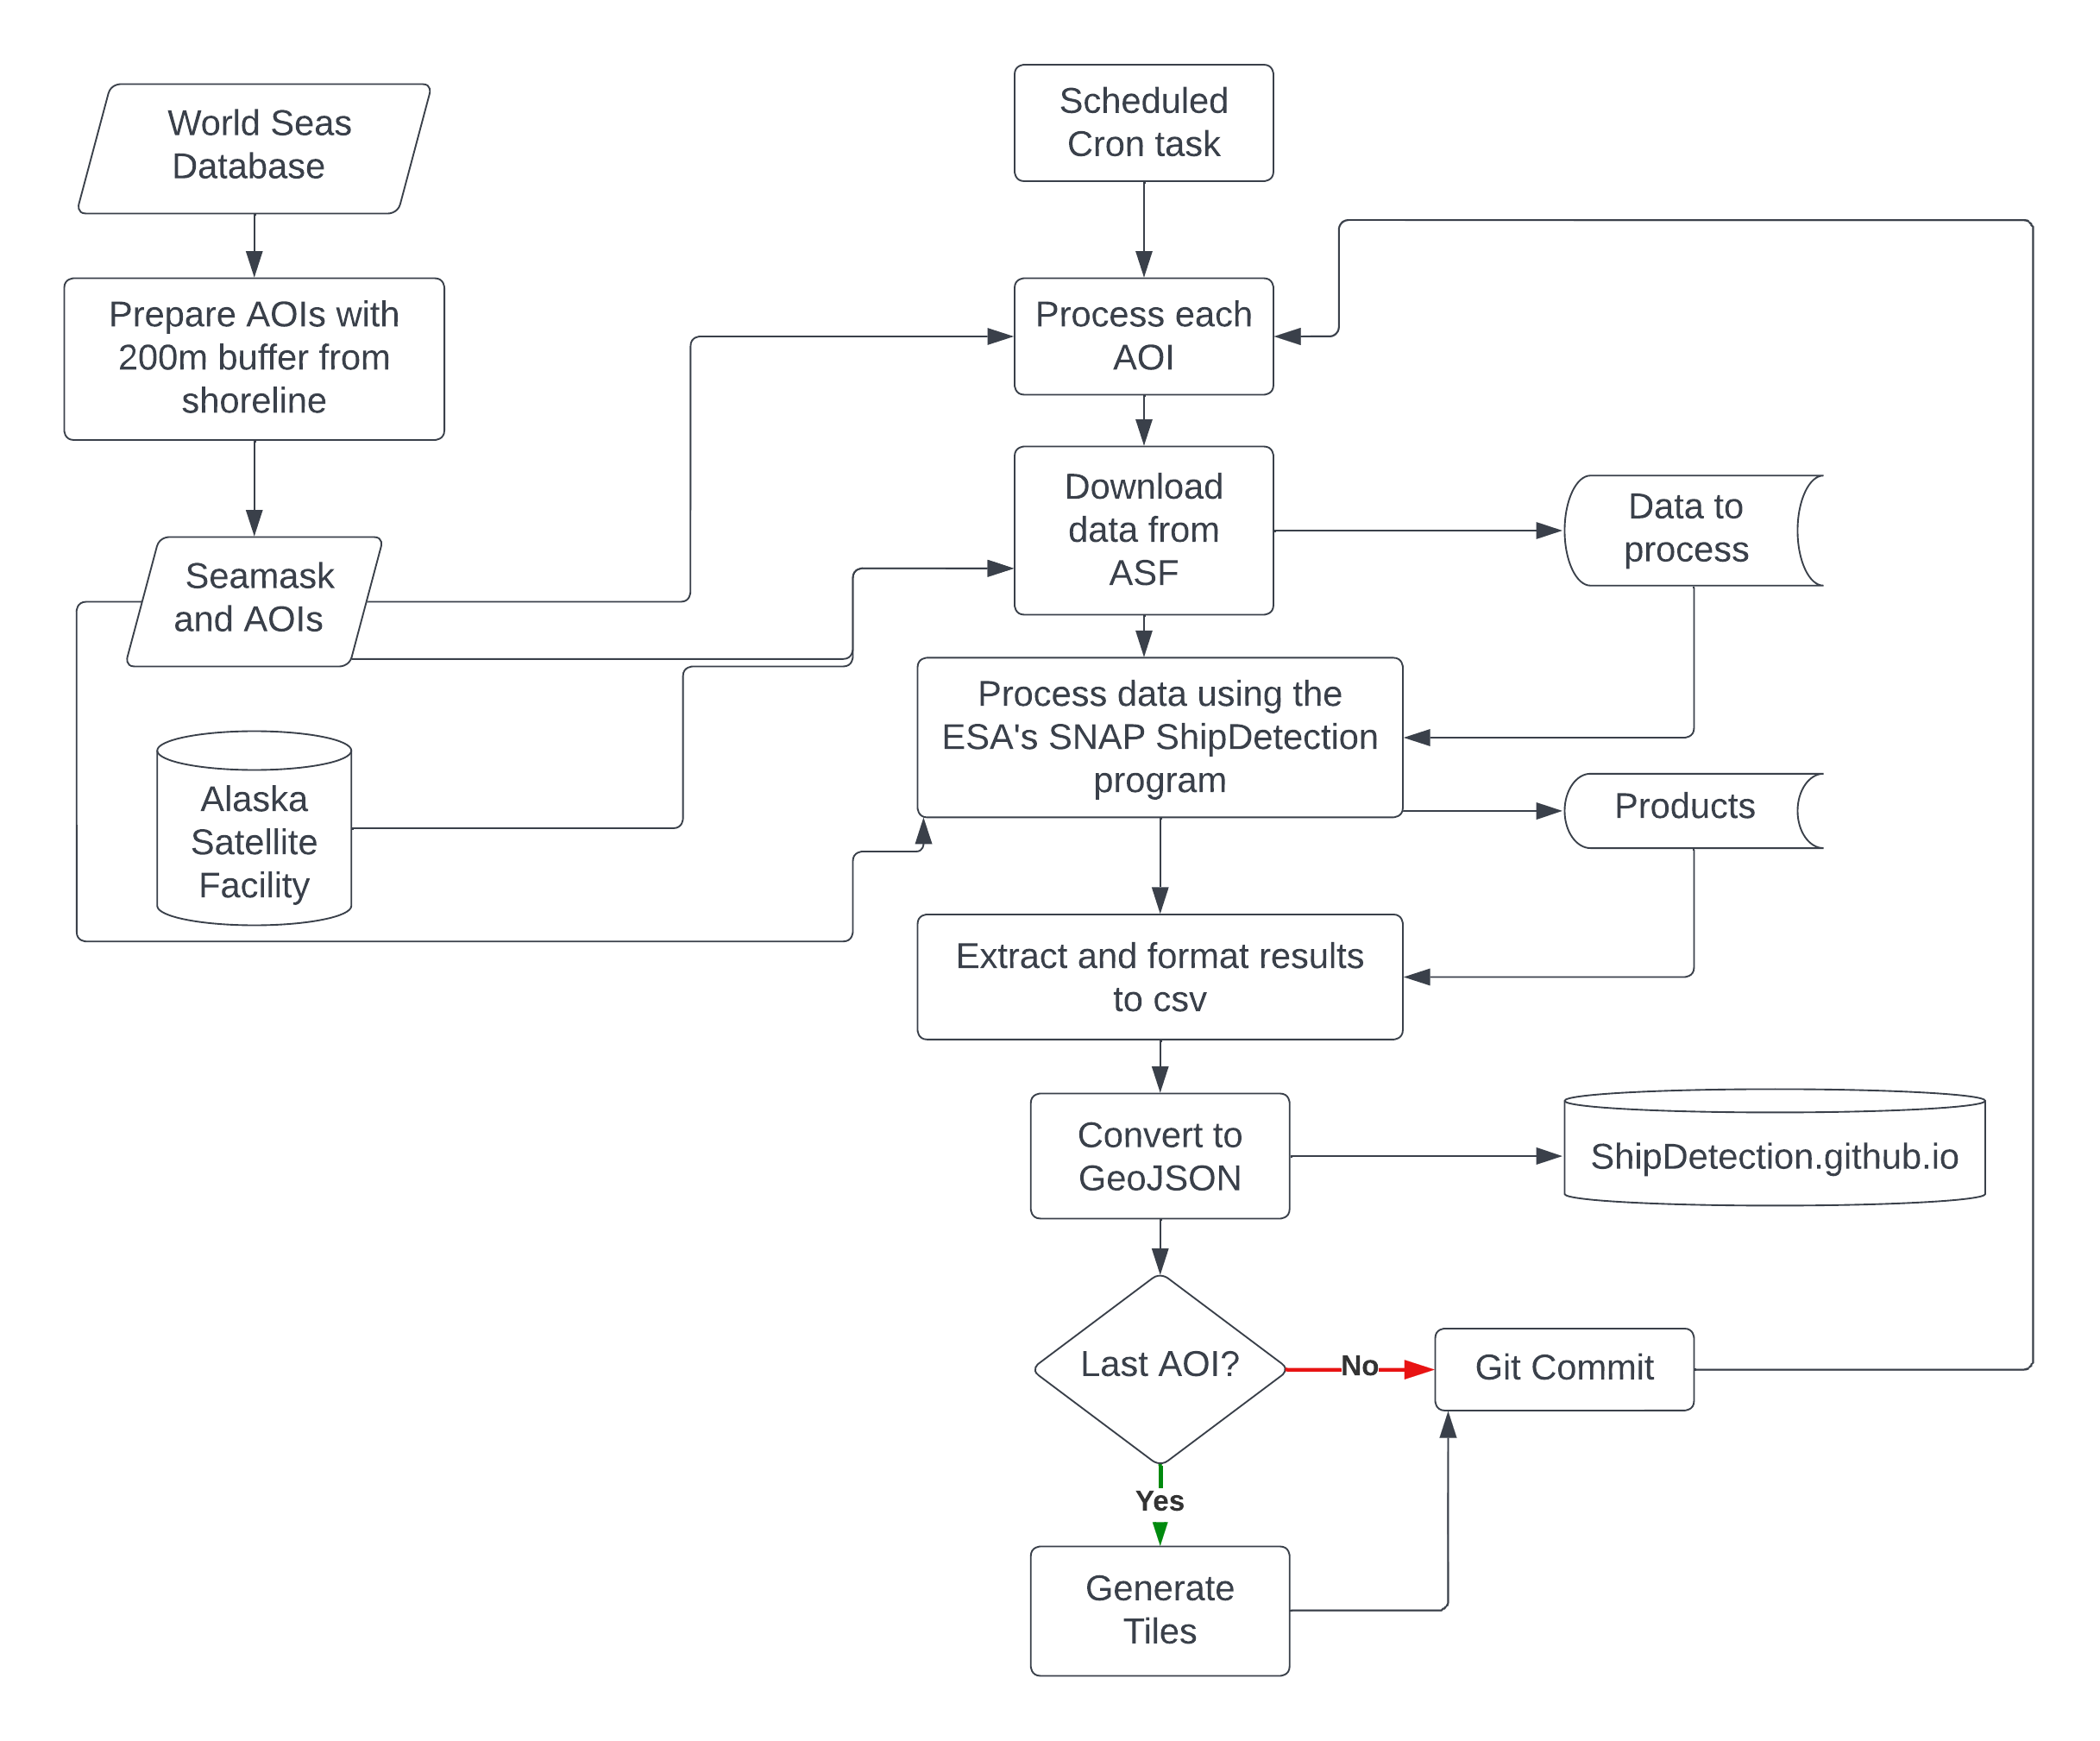 World Seas
Database
Prepare AOIs with
200m buffer from
shoreline
Seamask
and AOIs
Alaska
Satellite
Facility
Scheduled
Cron task
Process each
AOI
Download
data from
ASF
Data to
process
Process data using the
ESA's SNAP ShipDetection
program
Products
Extract and format results
to csv
Convert to
GeoJSON
ShipDetection.github.io
Last AOI?
No
Git Commit
Yes
Generate
Tiles